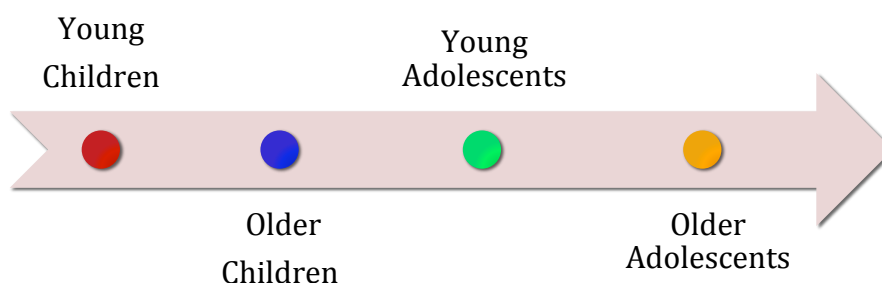 Young
Children
Older
Children
Young
Adolescents
Older
Adolescents